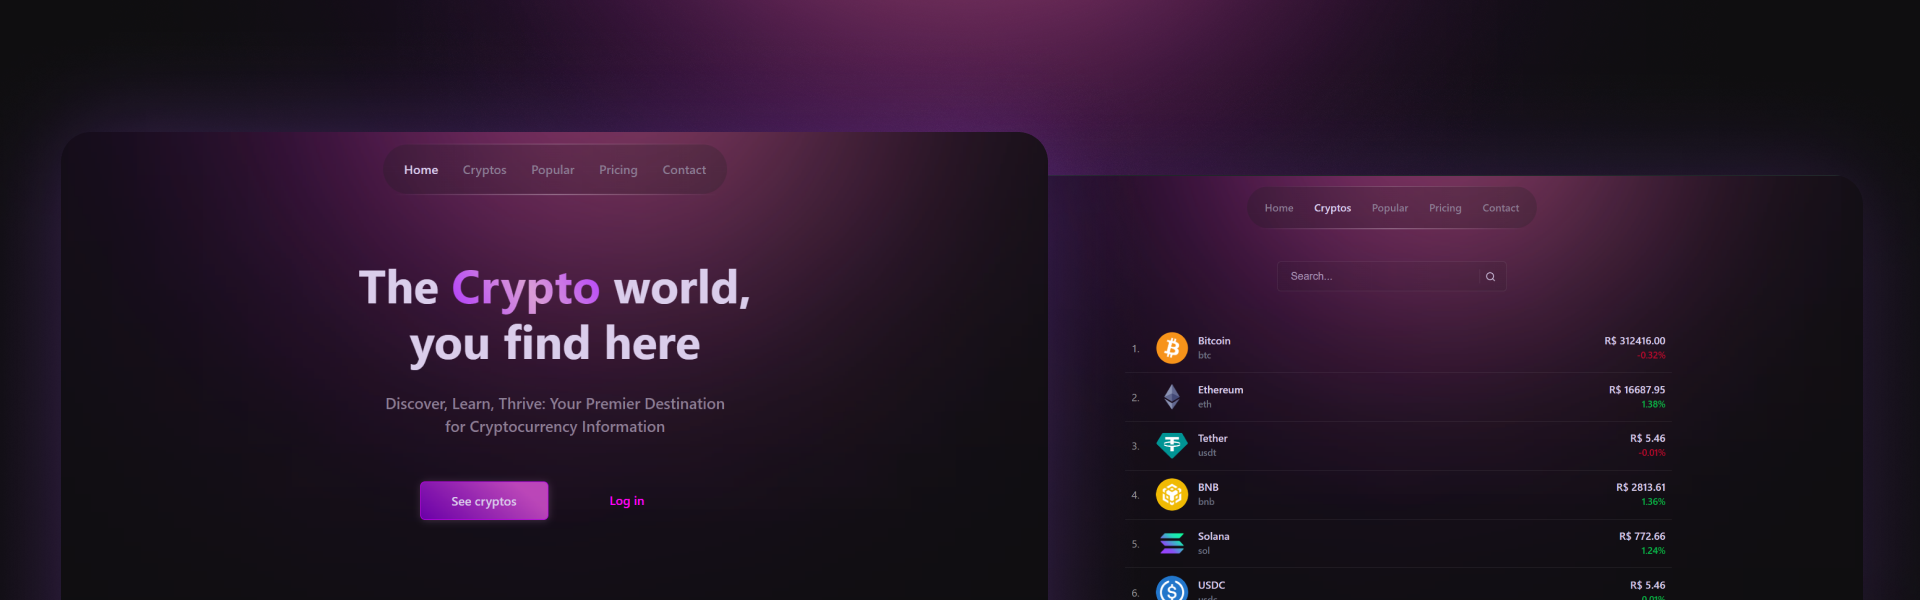 Home Cryptos Popular Pricing Contact
The Crypto world,
you find here
Discover, Learn, Thrive: Your Premier Destination
for Cryptocurrency Information
See cryptos Log in
Home Cryptos Popular Pricing Contact
Search...
1. Bitcoin R$ 312416.00
btc -0.32%
2. Ethereum R$ 16687.95
eth 1.38%
3. Tether R$ 5.46
usdt -0.01%
4. BNB R$ 2813.61
bnb 1.36%
5. Solana R$ 772.66
sol 1.24%
6. USDC R$ 5.46
usdc 0.01%